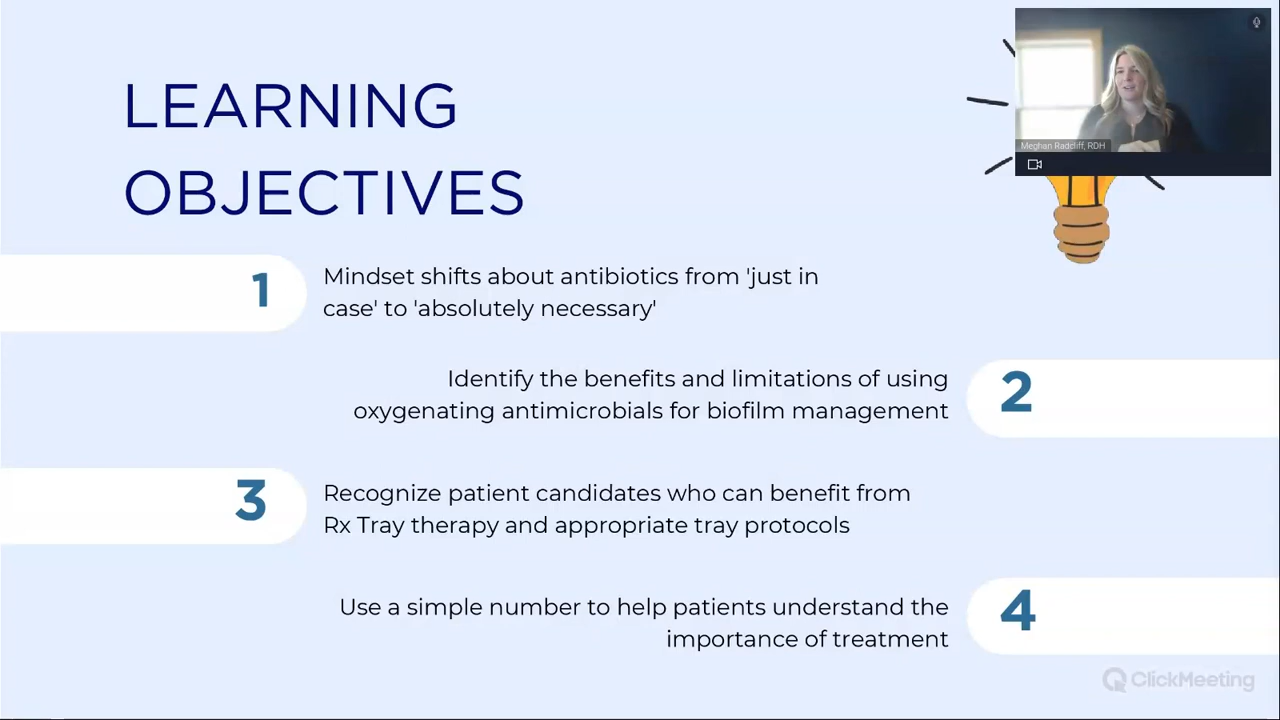 LEARNING
OBJECTIVES
Meghan Radcliff, RDH
1
Mindset shifts about antibiotics from 'just in
case' to 'absolutely necessary'
Identify the benefits and limitations of using
oxygenating antimicrobials for biofilm management
2
3
Recognize patient candidates who can benefit from
Rx Tray therapy and appropriate tray protocols
Use a simple number to help patients understand the
importance of treatment
4
ClickMeeting